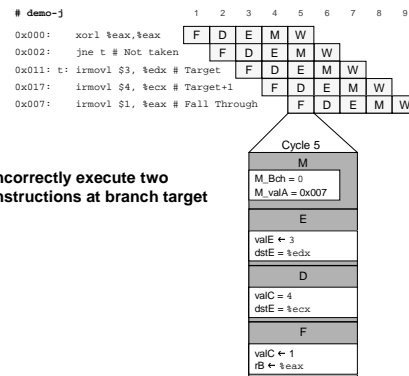 # demo-j 1 2 3 4 5 6 7 8 9
0x000: xorl %eax,%eax F D E M W
0x002: jne t # Not taken F D E M W
0x011: t: irmovl $3, %edx # Target F D E M W
0x017: irmovl $4, %ecx # Target+1 F D E M W
0x007: irmovl $1, %eax # Fall Through F D E M W
Cycle 5
M
M_Bch = 0
M_valA = 0x007
ncorrectly execute two
nstructions at branch target
E
valE ← 3
dstE = %edx
D
valC = 4
dstE = %ecx
F
valC ← 1
rB ← %eax